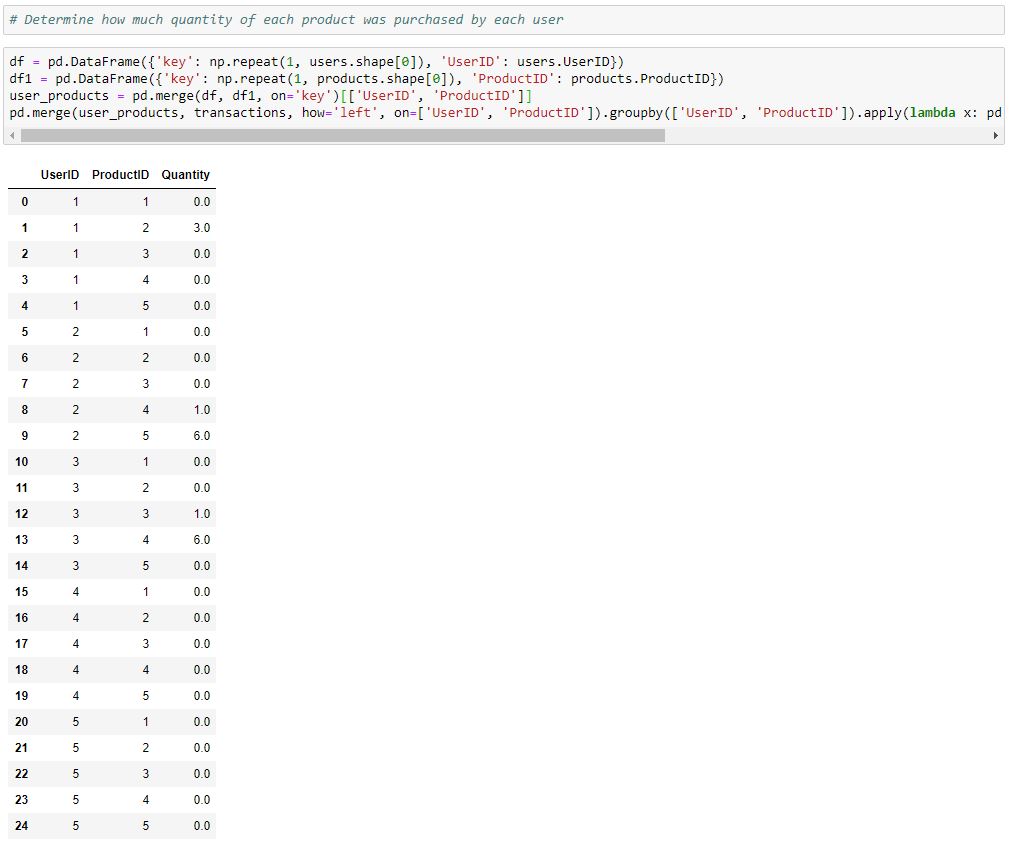 # Determine how much quantity of each product was purchased by each user
df = pd.DataFrame({'key': np.repeat(1, users.shape[0]), 'UserID': users.UserID})
df1 = pd.DataFrame({'key': np.repeat(1, products.shape[0]), 'ProductID': products.ProductID})
user_products = pd.merge(df, df1, on='key')[['UserID', 'ProductID']]
pd.merge(user_products, transactions, how='left', on=['UserID', 'ProductID']).groupby(['UserID', 'ProductID']).apply(lambda x: pd
UserID ProductID Quantity
0 1 1 0.0
1 1 2 3.0
2 1 3 0.0
3 1 4 0.0
4 1 5 0.0
5 2 1 0.0
6 2 2 0.0
7 2 3 0.0
8 2 4 1.0
9 2 5 6.0
10 3 1 0.0
11 3 2 0.0
12 3 3 1.0
13 3 4 6.0
14 3 5 0.0
15 4 1 0.0
16 4 2 0.0
17 4 3 0.0
18 4 4 0.0
19 4 5 0.0
20 5 1 0.0
21 5 2 0.0
22 5 3 0.0
23 5 4 0.0
24 5 5 0.0